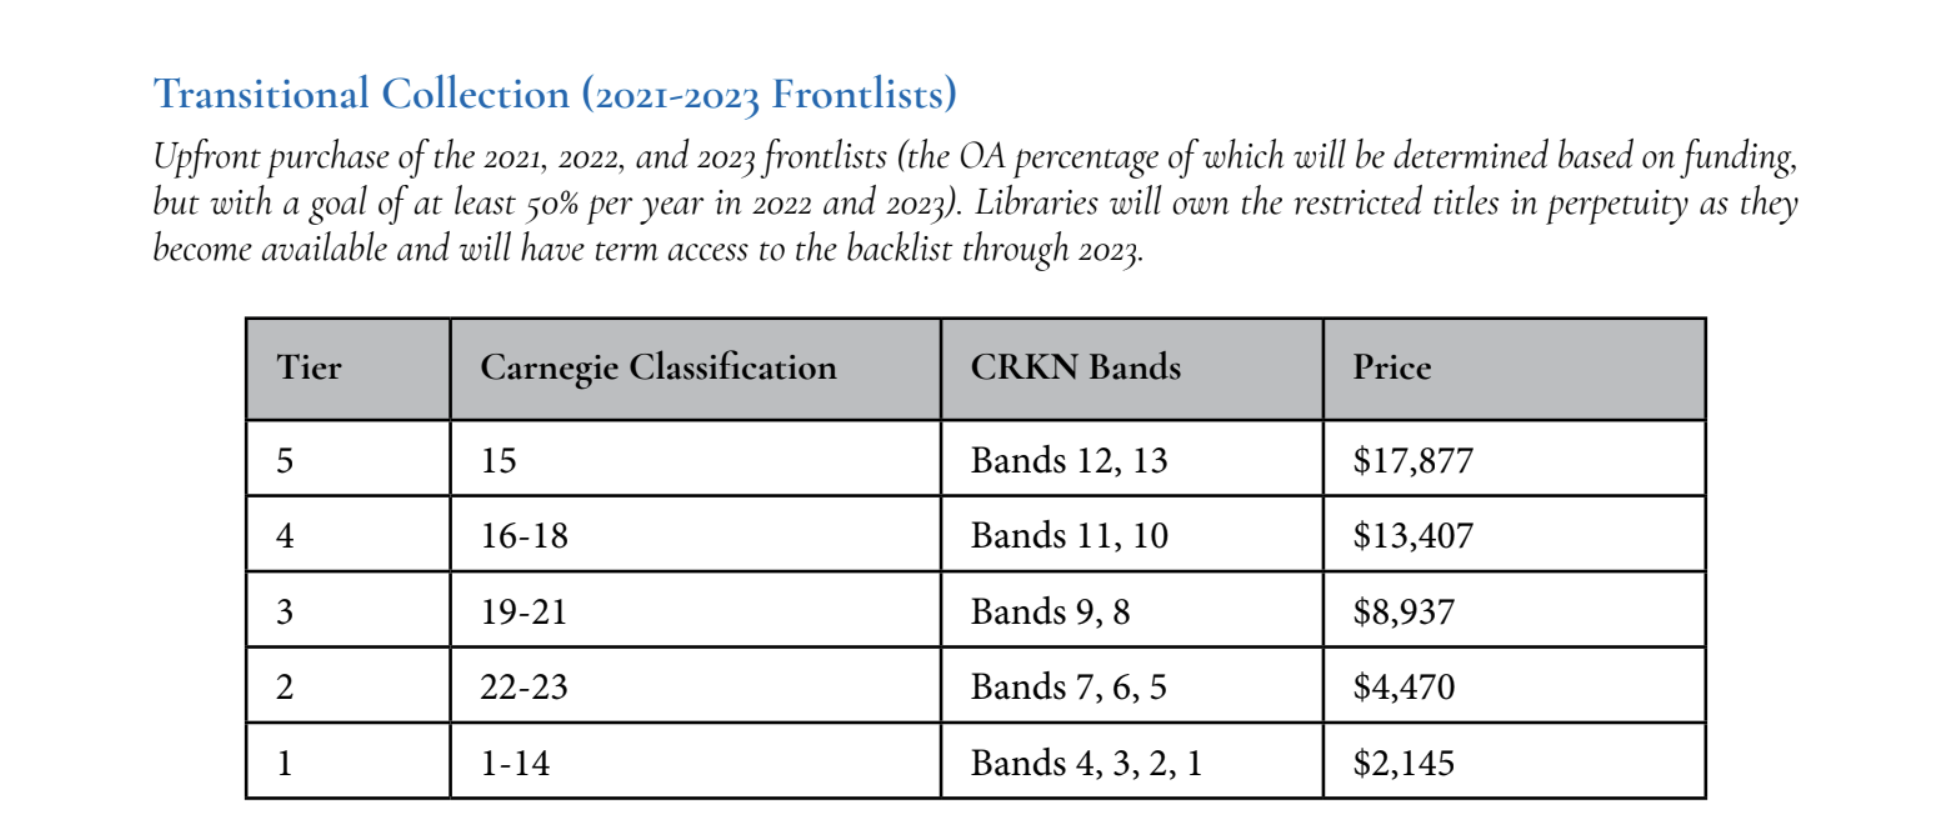 Transitional Collection (2021-2023 Frontlists)
Upfront purchase of the 2021, 2022, and 2023 frontlists (the OA percentage of which will be determined based on funding,
but with a goal of at least 50% per year in 2022 and 2023). Libraries will own the restricted titles in perpetuity as they
become available and will have term access to the backlist through 2023.
Tier Carnegie Classification CRKN Bands Price
5 15 Bands 12, 13 $17,877
4 16-18 Bands 11, 10 $13,407
3 19-21 Bands 9, 8 $8,937
2 22-23 Bands 7, 6, 5 $4,470
1 1-14 Bands 4, 3, 2, 1 $2,145